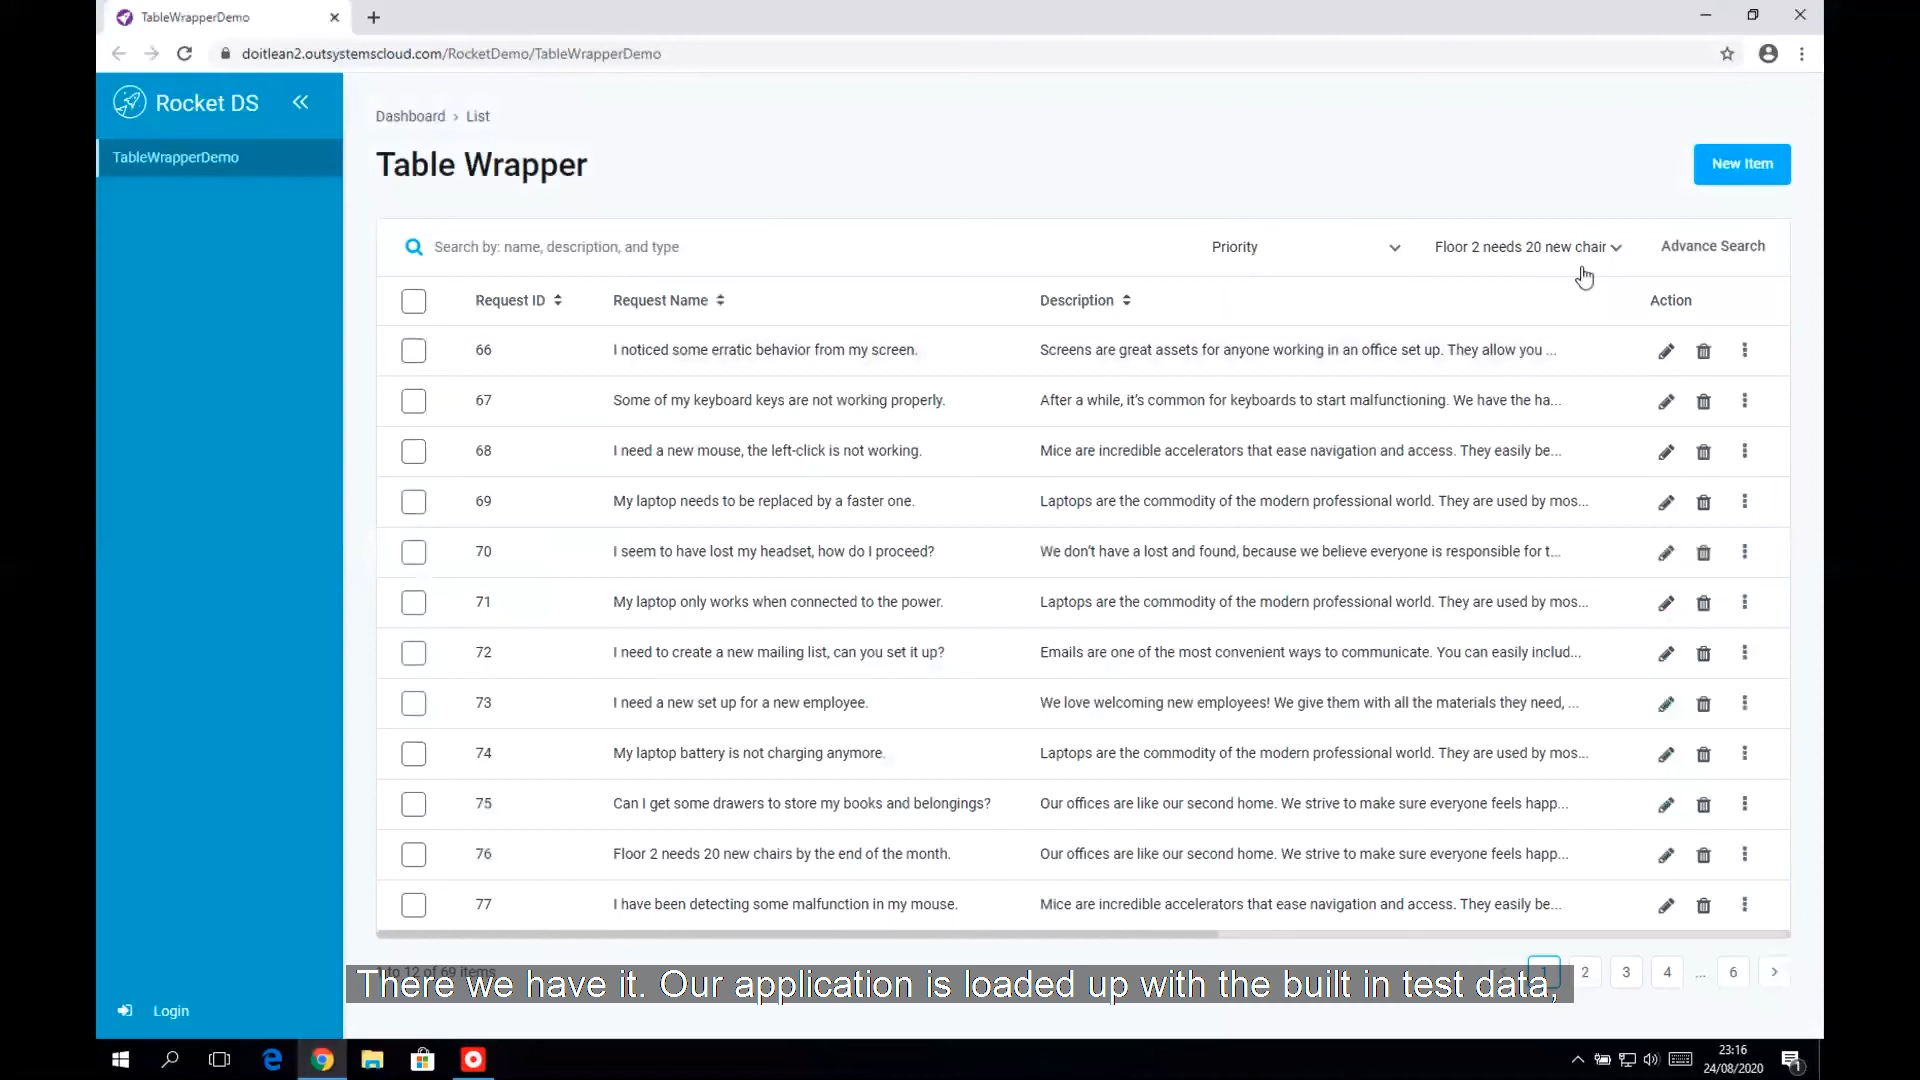 TableWrapperDemo
doitlean2.outsystemscloud.com/RocketDemo/TableWrapperDemo
Rocket DS
TableWrapperDemo
Dashboard › List
Table Wrapper
New Item
Search by: name, description, and type
Priority
Floor 2 needs 20 new chair
Advance Search
Request ID Request Name Description Action
66 I noticed some erratic behavior from my screen. Screens are great assets for anyone working in an office set up. They allow you ...
67 Some of my keyboard keys are not working properly. After a while, it's common for keyboards to start malfunctioning. We have the ha...
68 I need a new mouse, the left-click is not working. Mice are incredible accelerators that ease navigation and access. They easily be...
69 My laptop needs to be replaced by a faster one. Laptops are the commodity of the modern professional world. They are used by mos...
70 I seem to have lost my headset, how do I proceed? We don't have a lost and found, because we believe everyone is responsible for t...
71 My laptop only works when connected to the power. Laptops are the commodity of the modern professional world. They are used by mos...
72 I need to create a new mailing list, can you set it up? Emails are one of the most convenient ways to communicate. You can easily includ...
73 I need a new set up for a new employee. We love welcoming new employees! We give them with all the materials they need, ...
74 My laptop battery is not charging anymore. Laptops are the commodity of the modern professional world. They are used by mos...
75 Can I get some drawers to store my books and belongings? Our offices are like our second home. We strive to make sure everyone feels happ...
76 Floor 2 needs 20 new chairs by the end of the month. Our offices are like our second home. We strive to make sure everyone feels happ...
77 I have been detecting some malfunction in my mouse. Mice are incredible accelerators that ease navigation and access. They easily be...
to 12 of 69 items
1 2 3 4 ... 6
There we have it. Our application is loaded up with the built in test data,
Login
23:16
24/08/2020
1